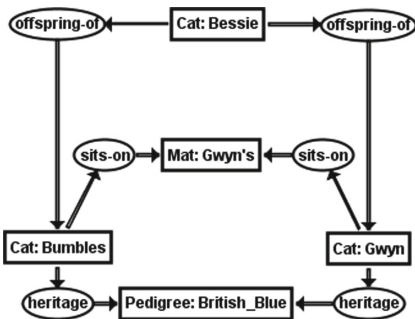 offspring-of
Cat: Bessie
offspring-of
sits-on
Mat: Gwyn's
sits-on
Cat: Bumbles
Cat: Gwyn
heritage
Pedigree: British_Blue
heritage